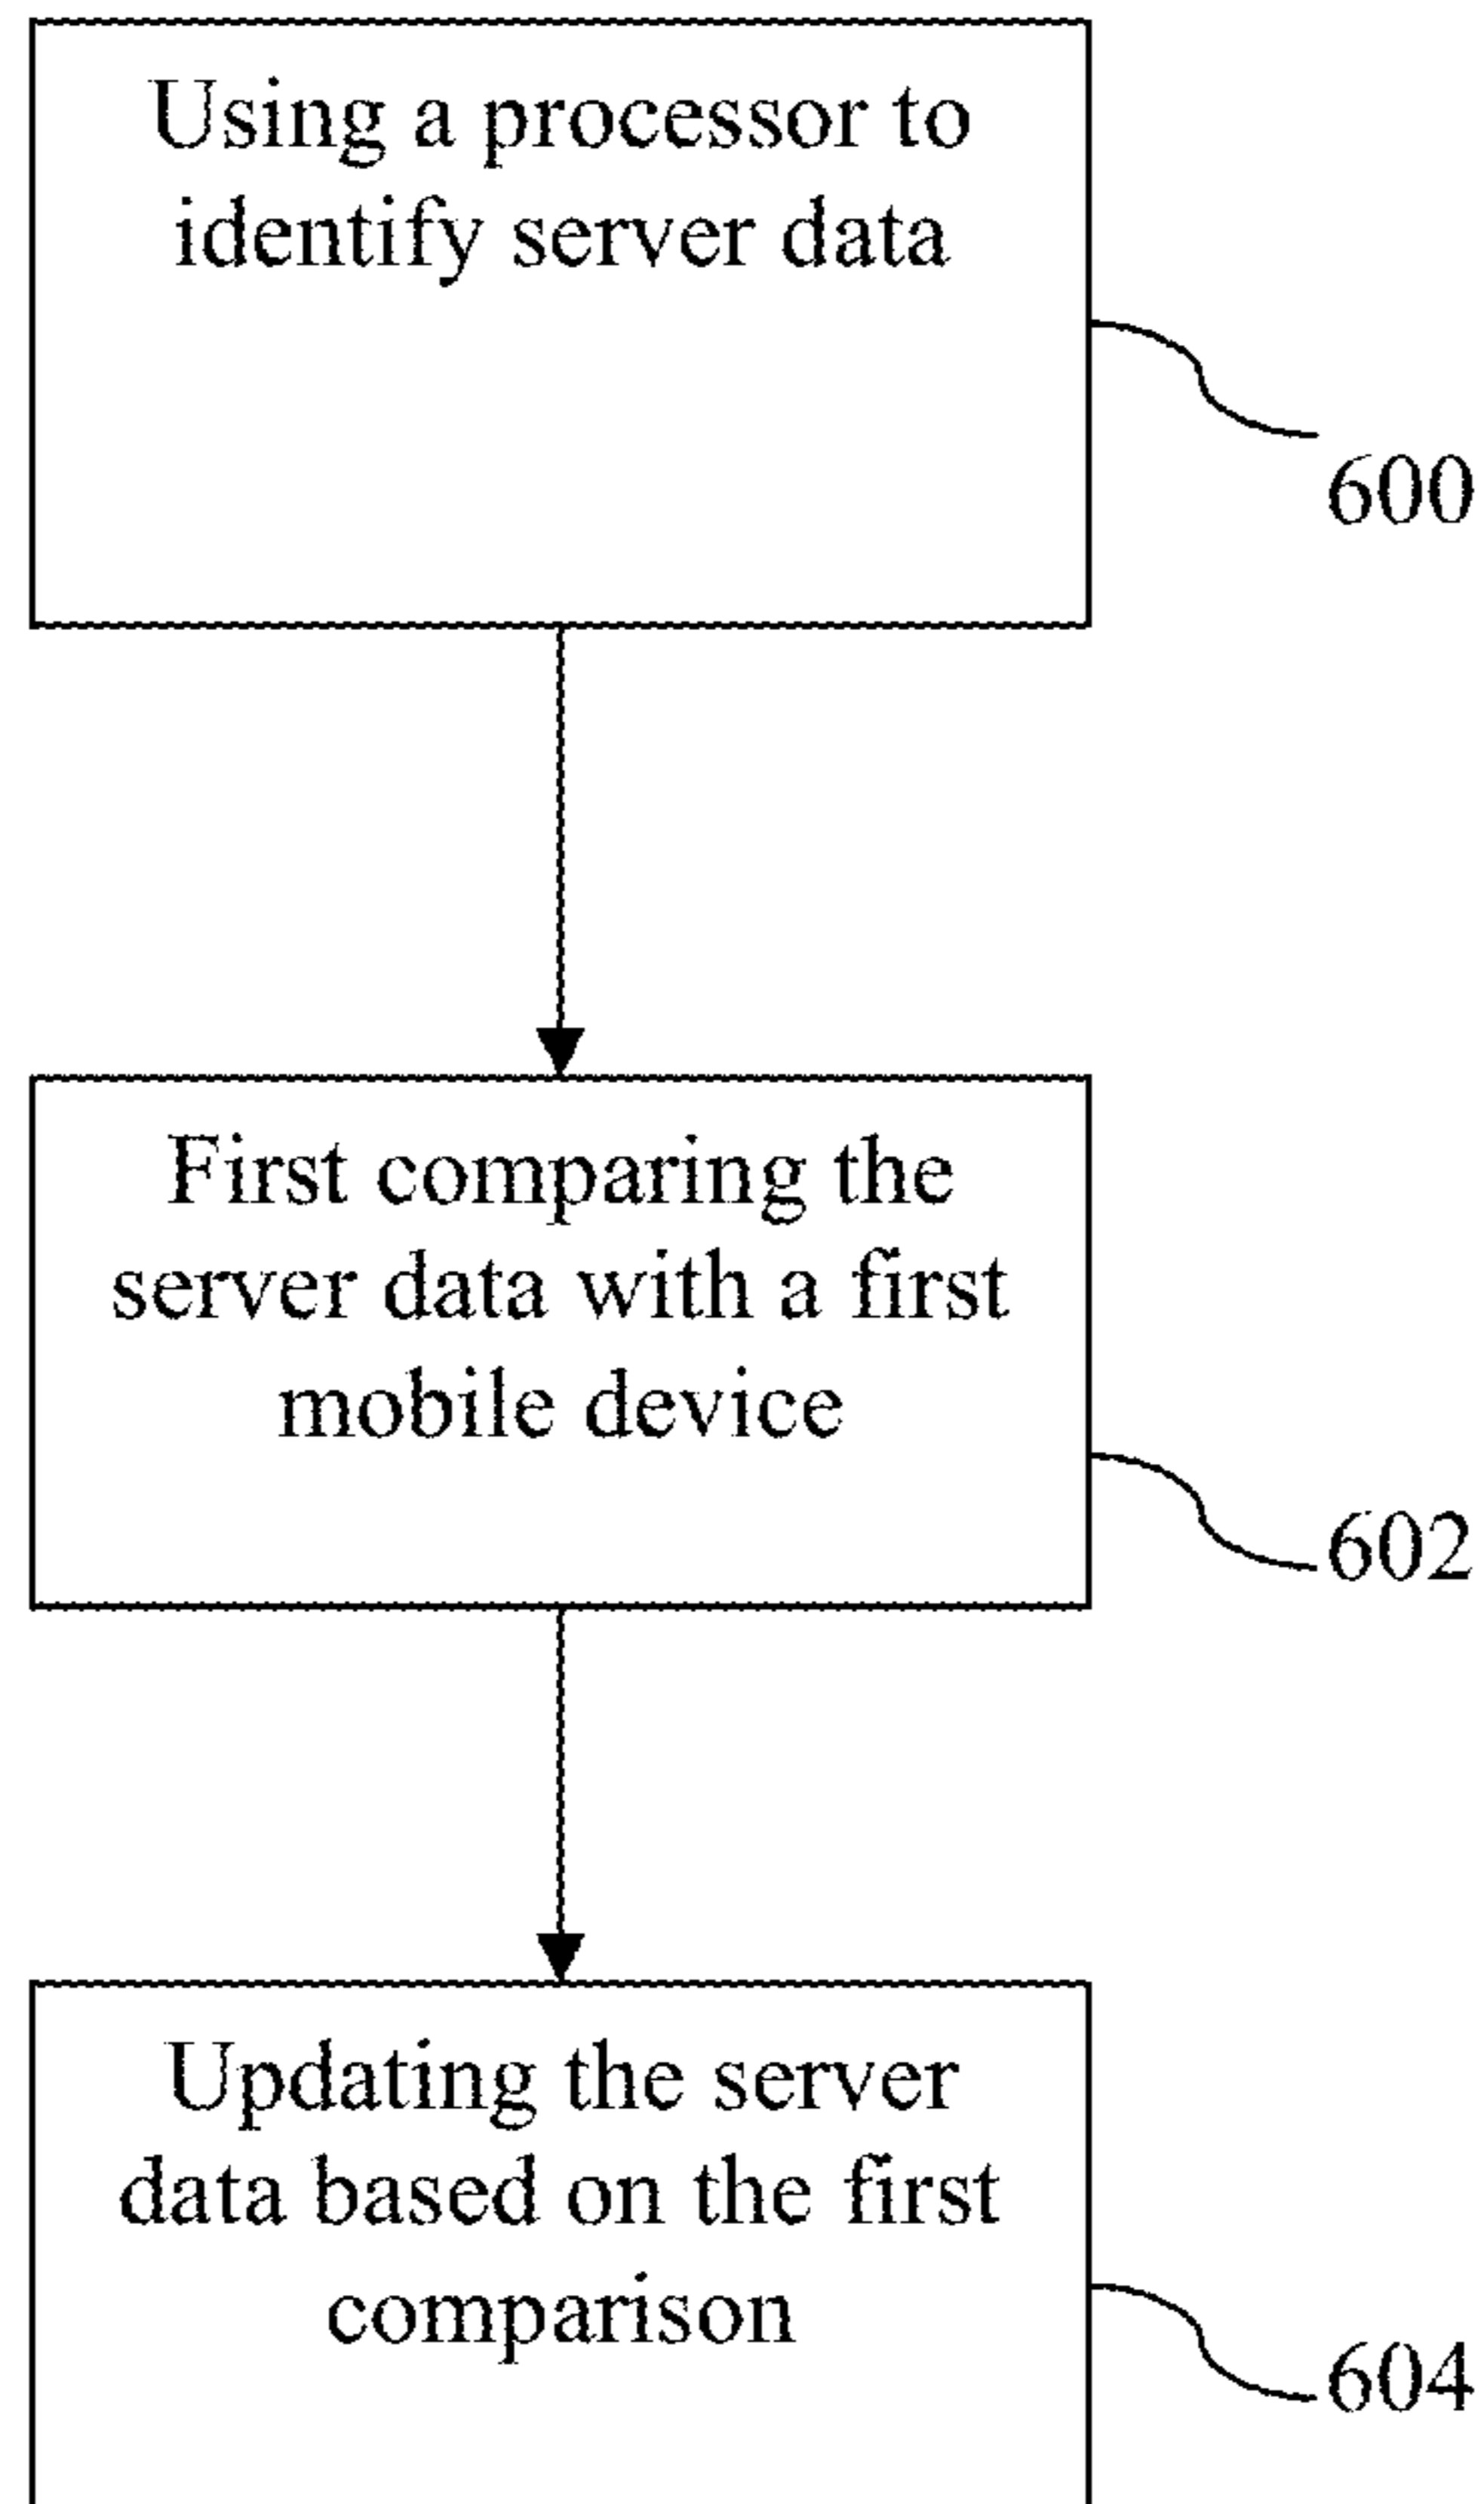 Using a processor to
identify server data
600
First comparing the
server data with a first
mobile device
602
Updating the server
data based on the first
comparison
604